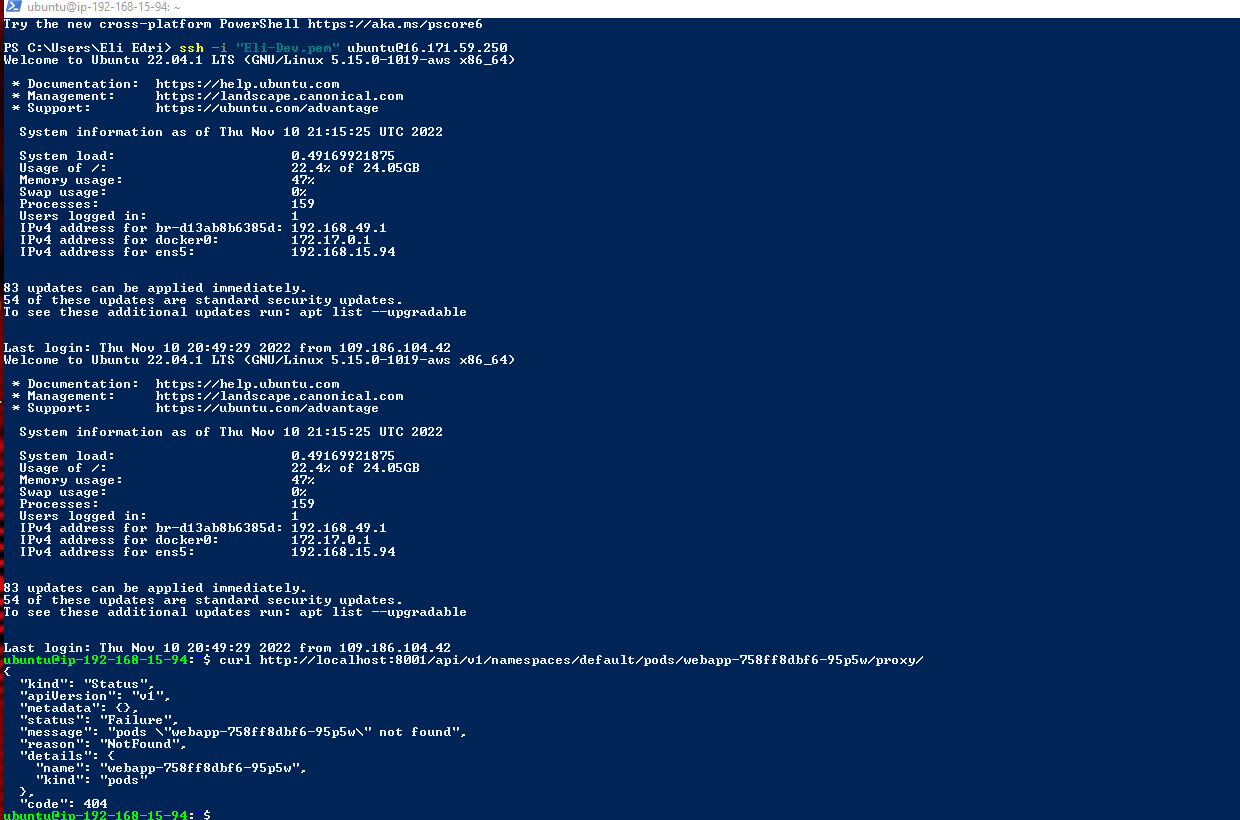 ubuntu@ip-192-168-15-94: ~
Try the new cross-platform PowerShell https://aka.ms/pscore6
PS C:\Users\Eli Edri> ssh -i "Eli-Dev.pem" ubuntu@16.171.59.250
Welcome to Ubuntu 22.04.1 LTS (GNU/Linux 5.15.0-1019-aws x86_64)
* Documentation:  https://help.ubuntu.com
* Management:     https://landscape.canonical.com
* Support:        https://ubuntu.com/advantage
System information as of Thu Nov 10 21:15:25 UTC 2022
System load:                      0.49169921875
Usage of /:                       22.4% of 24.05GB
Memory usage:                     47%
Swap usage:                       0%
Processes:                        159
Users logged in:                  1
IPv4 address for br-d13ab8b6385d: 192.168.49.1
IPv4 address for docker0:         172.17.0.1
IPv4 address for ens5:            192.168.15.94
83 updates can be applied immediately.
54 of these updates are standard security updates.
To see these additional updates run: apt list --upgradable
Last login: Thu Nov 10 20:49:29 2022 from 109.186.104.42
Welcome to Ubuntu 22.04.1 LTS (GNU/Linux 5.15.0-1019-aws x86_64)
* Documentation:  https://help.ubuntu.com
* Management:     https://landscape.canonical.com
* Support:        https://ubuntu.com/advantage
System information as of Thu Nov 10 21:15:25 UTC 2022
System load:                      0.49169921875
Usage of /:                       22.4% of 24.05GB
Memory usage:                     47%
Swap usage:                       0%
Processes:                        159
Users logged in:                  1
IPv4 address for br-d13ab8b6385d: 192.168.49.1
IPv4 address for docker0:         172.17.0.1
IPv4 address for ens5:            192.168.15.94
83 updates can be applied immediately.
54 of these updates are standard security updates.
To see these additional updates run: apt list --upgradable
Last login: Thu Nov 10 20:49:29 2022 from 109.186.104.42
ubuntu@ip-192-168-15-94:~$ curl http://localhost:8001/api/v1/namespaces/default/pods/webapp-758ff8dbf6-95p5w/proxy/
{
"kind": "Status",
"apiVersion": "v1",
"metadata": {},
"status": "Failure",
"message": "pods \"webapp-758ff8dbf6-95p5w\" not found",
"reason": "NotFound",
"details": {
"name": "webapp-758ff8dbf6-95p5w",
"kind": "pods"
},
"code": 404
ubuntu@ip-192-168-15-94:~$